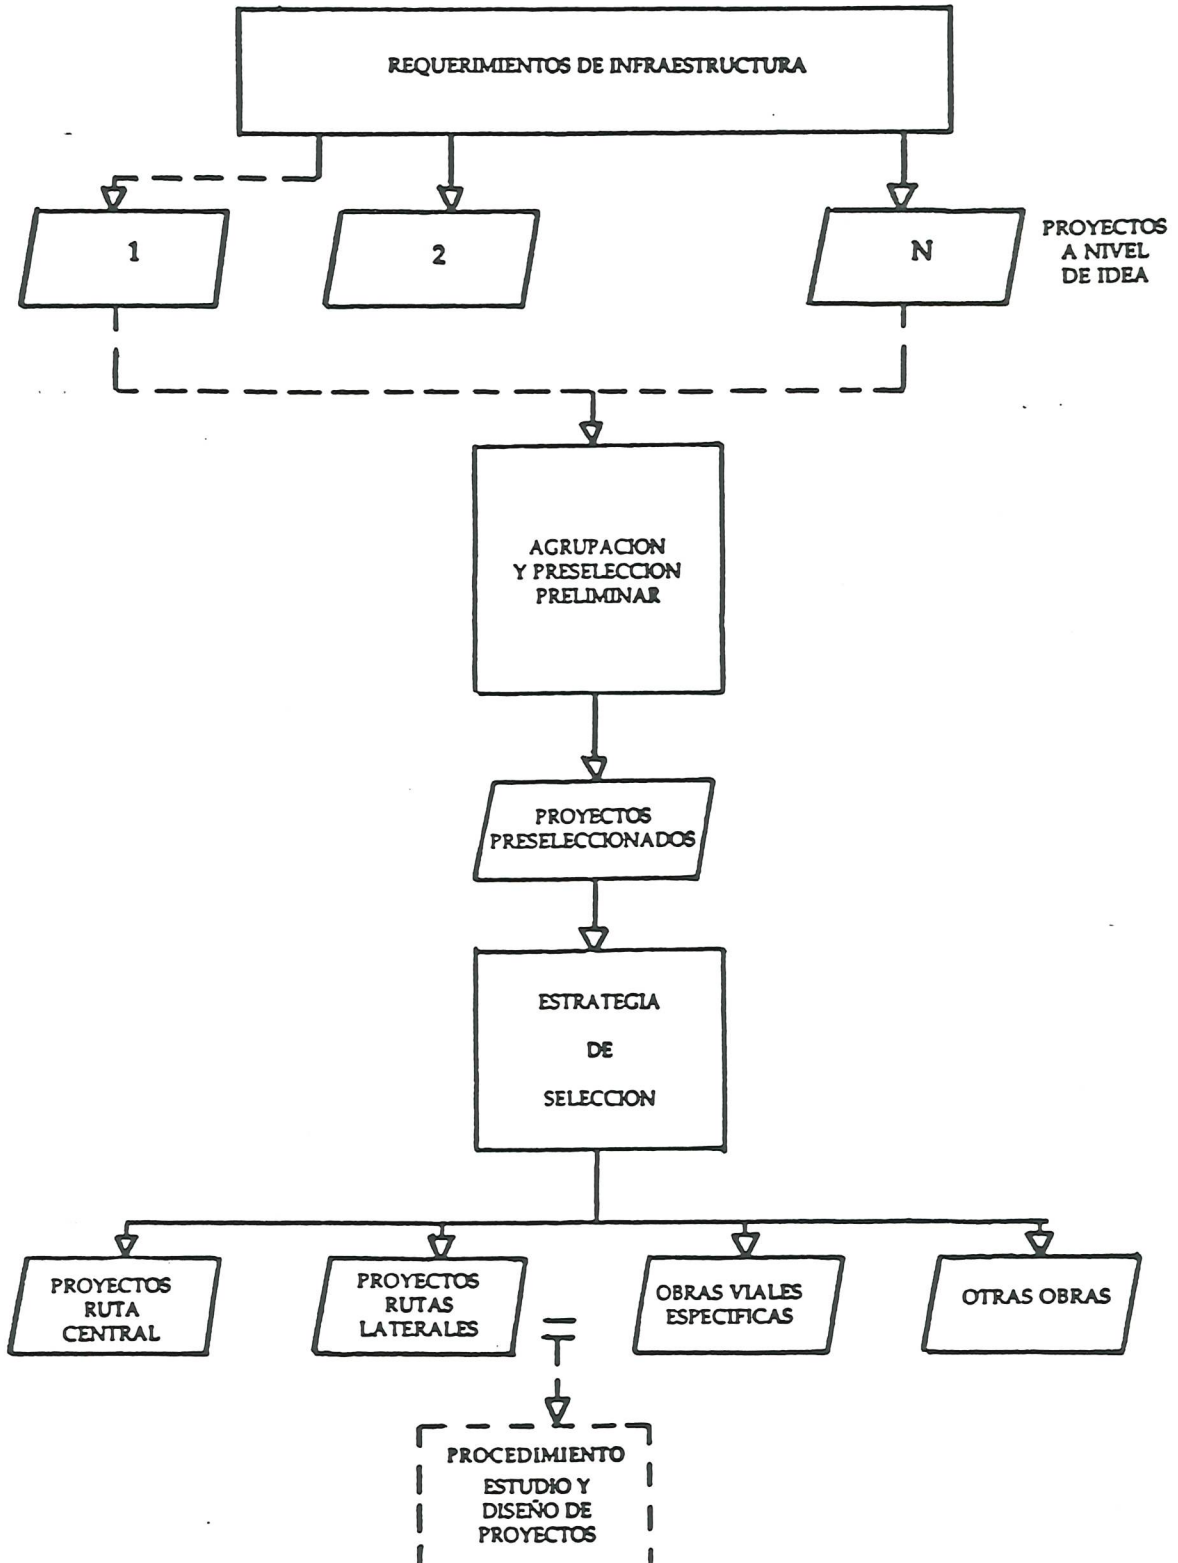 REQUERIMIENTOS DE INFRAESTRUCTURA
1
2
N
PROYECTOS
A NIVEL
DE IDEA
AGRUPACION
Y PRESELECCION
PRELIMINAR
PROYECTOS
PRESELECCIONADOS
ESTRATEGIA
DE
SELECCION
PROYECTOS
RUTA
CENTRAL
PROYECTOS
RUTAS
LATERALES
OBRAS VIALES
ESPECIFICAS
OTRAS OBRAS
PROCEDIMIENTO
ESTUDIO Y
DISEÑO DE
PROYECTOS